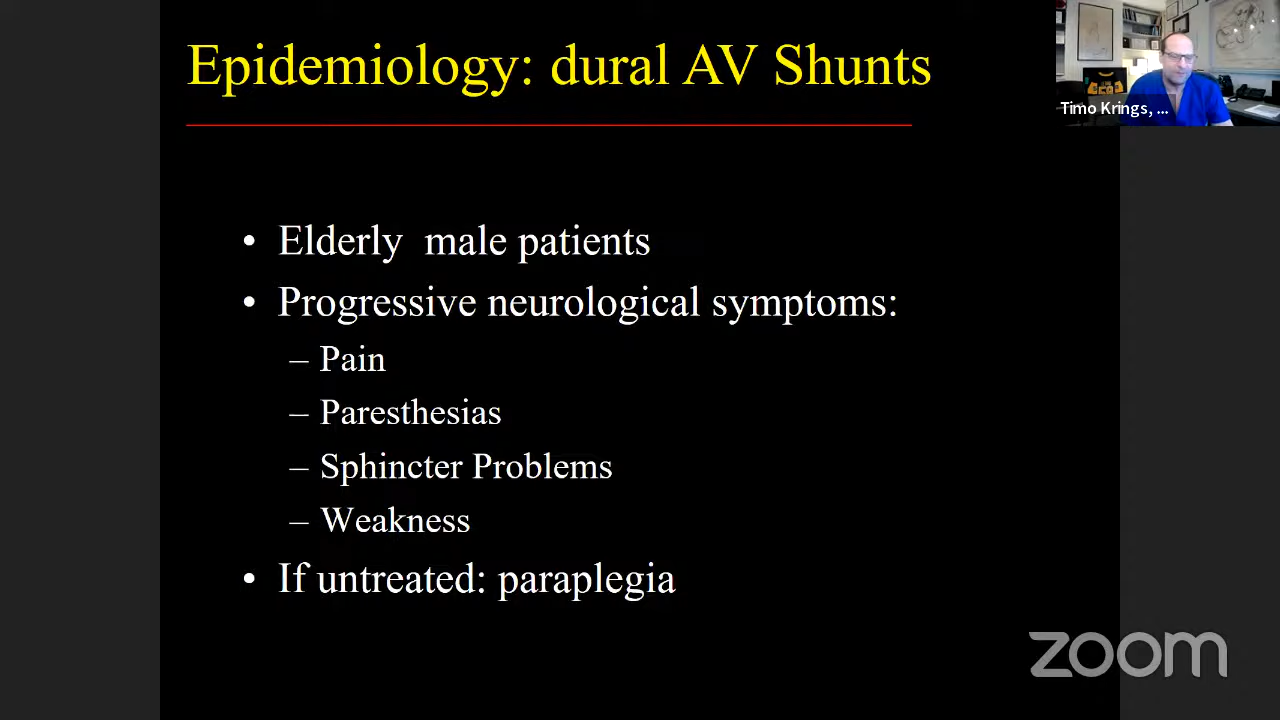 Epidemiology: dural AV Shunts
Timo Krings, ...
• Elderly  male patients
• Progressive neurological symptoms:
– Pain
– Paresthesias
– Sphincter Problems
– Weakness
• If untreated: paraplegia
zoom